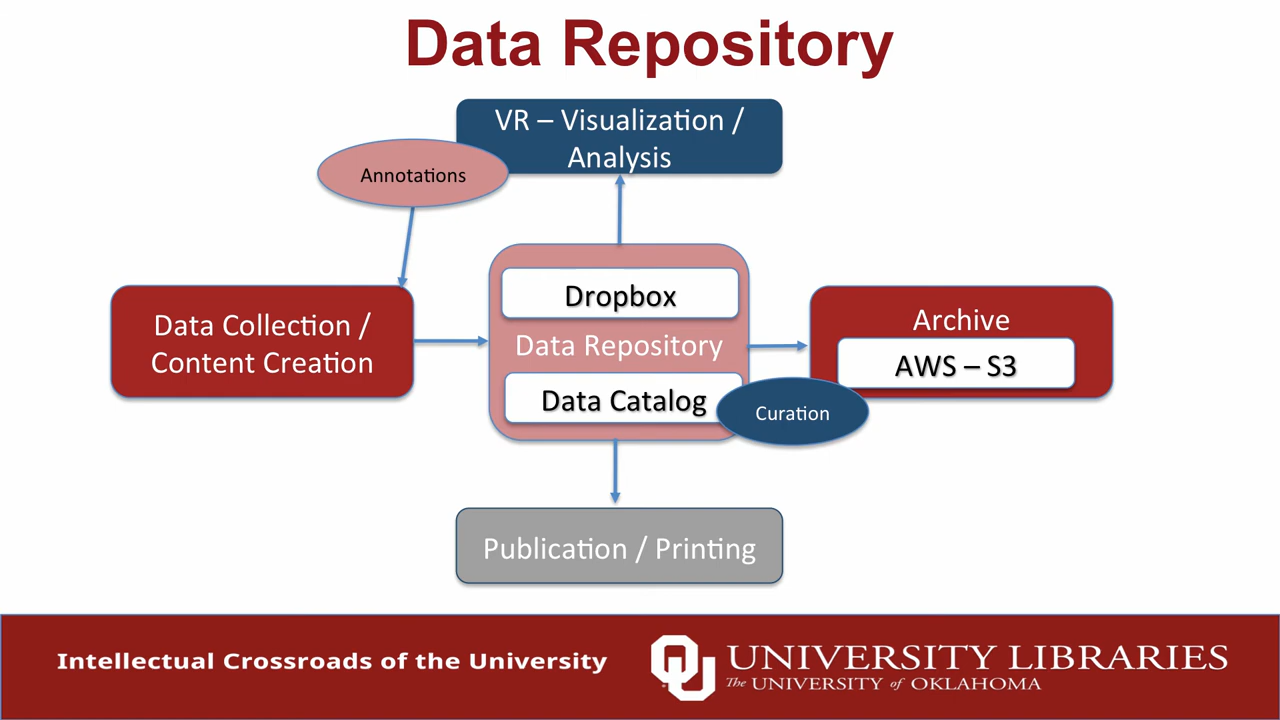 Data Repository
VR – Visualization /
Analysis
Annotations
Dropbox
Data Collection /
Content Creation
Data Repository
Archive
AWS – S3
Data Catalog
Curation
Publication / Printing
Intellectual Crossroads of the University
OU
UNIVERSITY LIBRARIES
The UNIVERSITY of OKLAHOMA